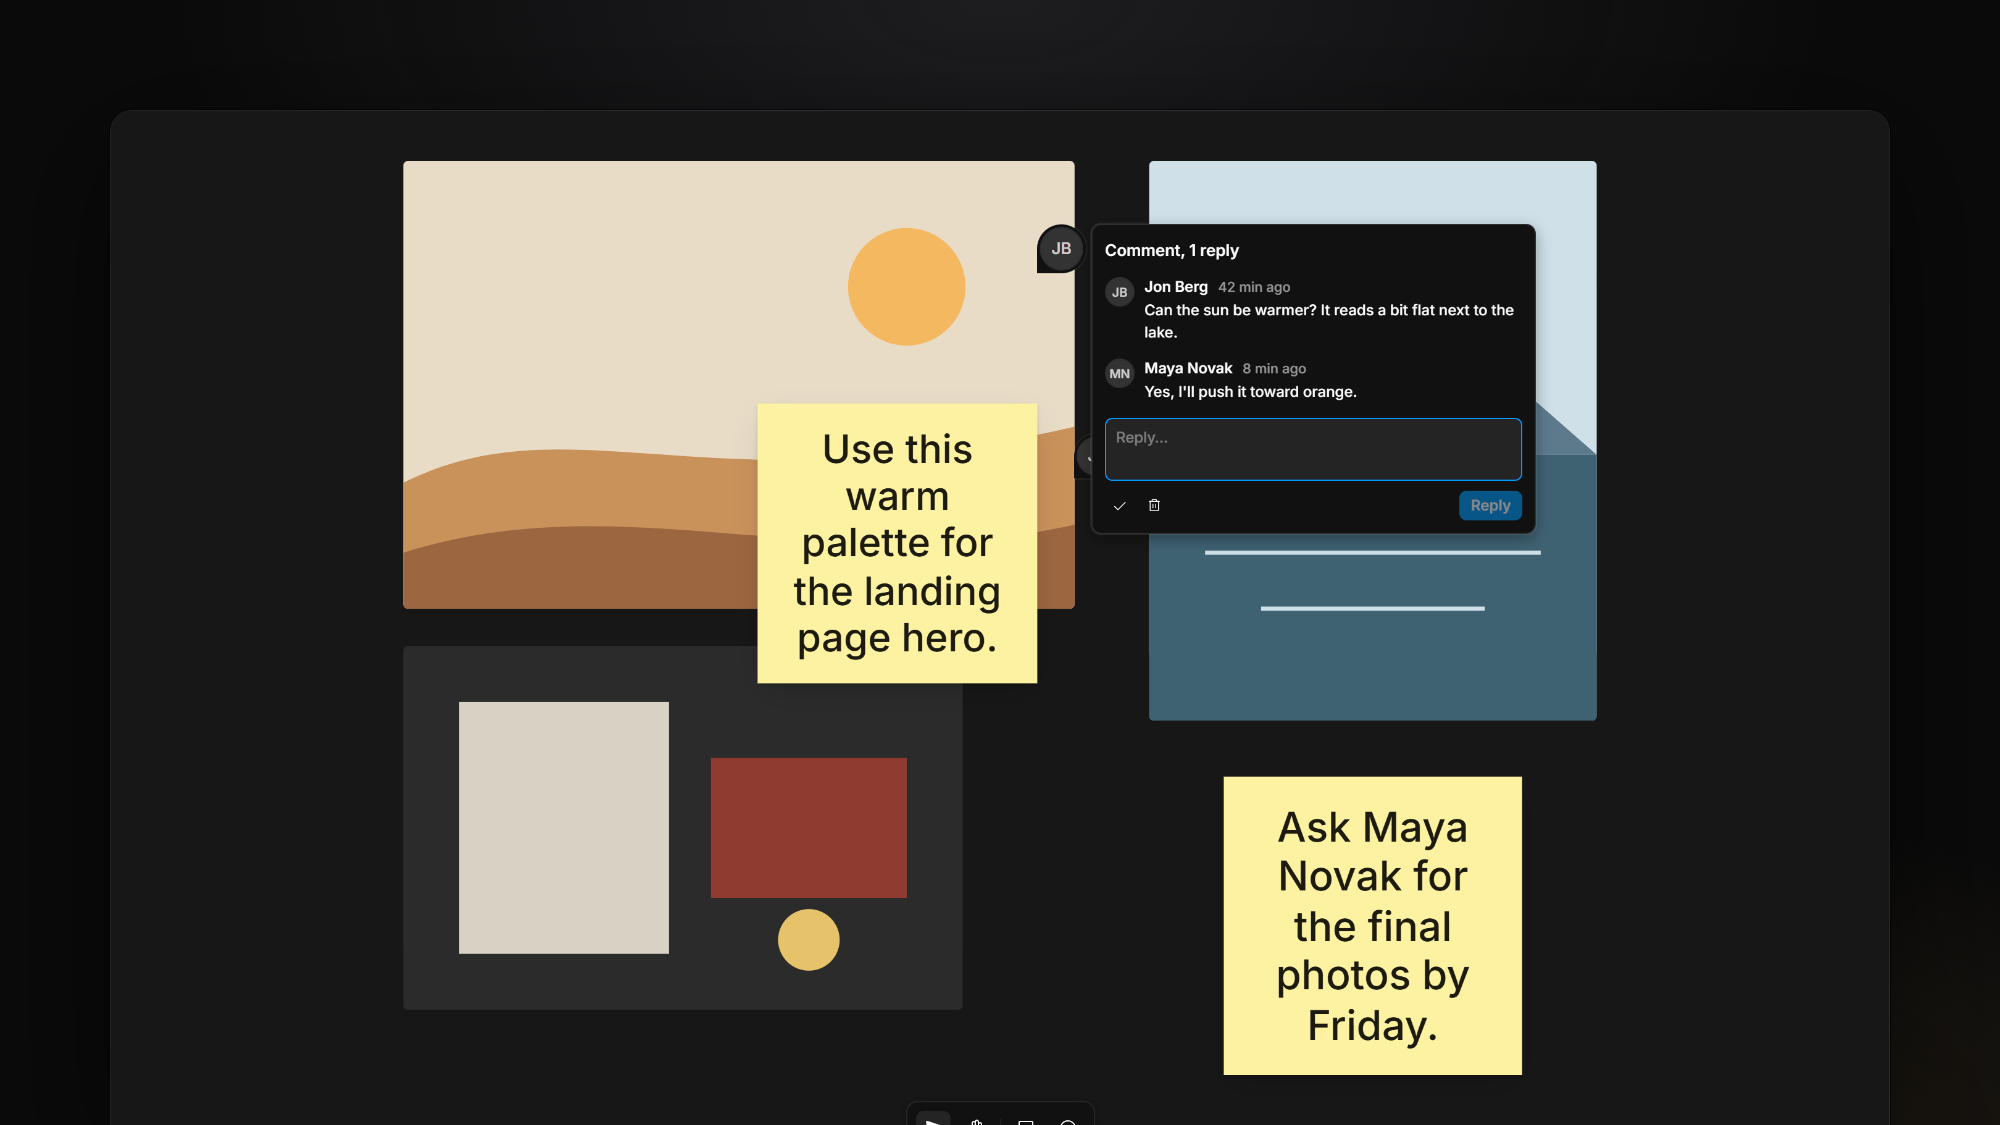 JB
Comment, 1 reply
JB
Jon Berg 42 min ago
Can the sun be warmer? It reads a bit flat next to the
lake.
MN
Maya Novak 8 min ago
Yes, I'll push it toward orange.
Reply...
Reply
Use this
warm
palette for
the landing
page hero.
Ask Maya
Novak for
the final
photos by
Friday.